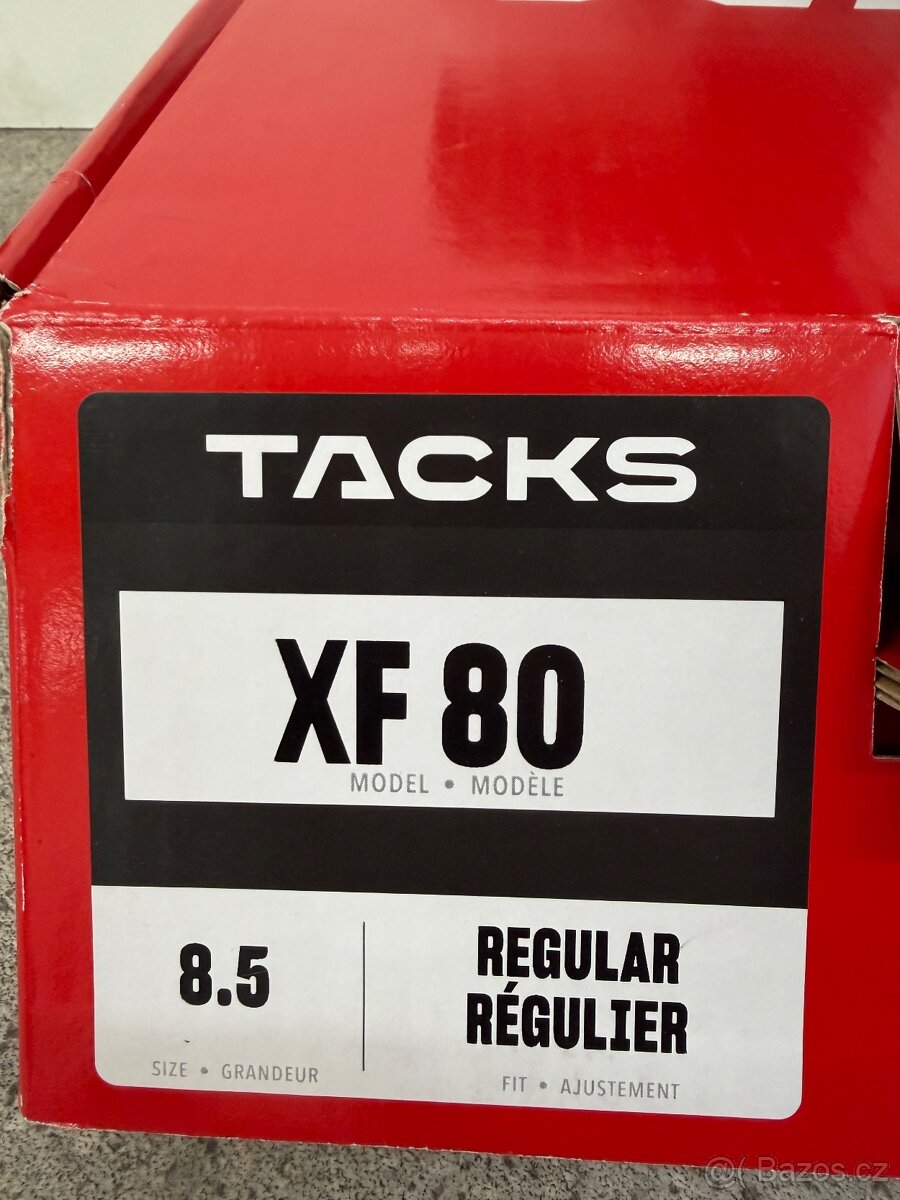 TACKS
XF 80
MODEL • MODÈLE
8.5
SIZE • GRANDEUR
REGULAR
RÉGULIER
FIT • AJUSTEMENT
@( Bazos.cz